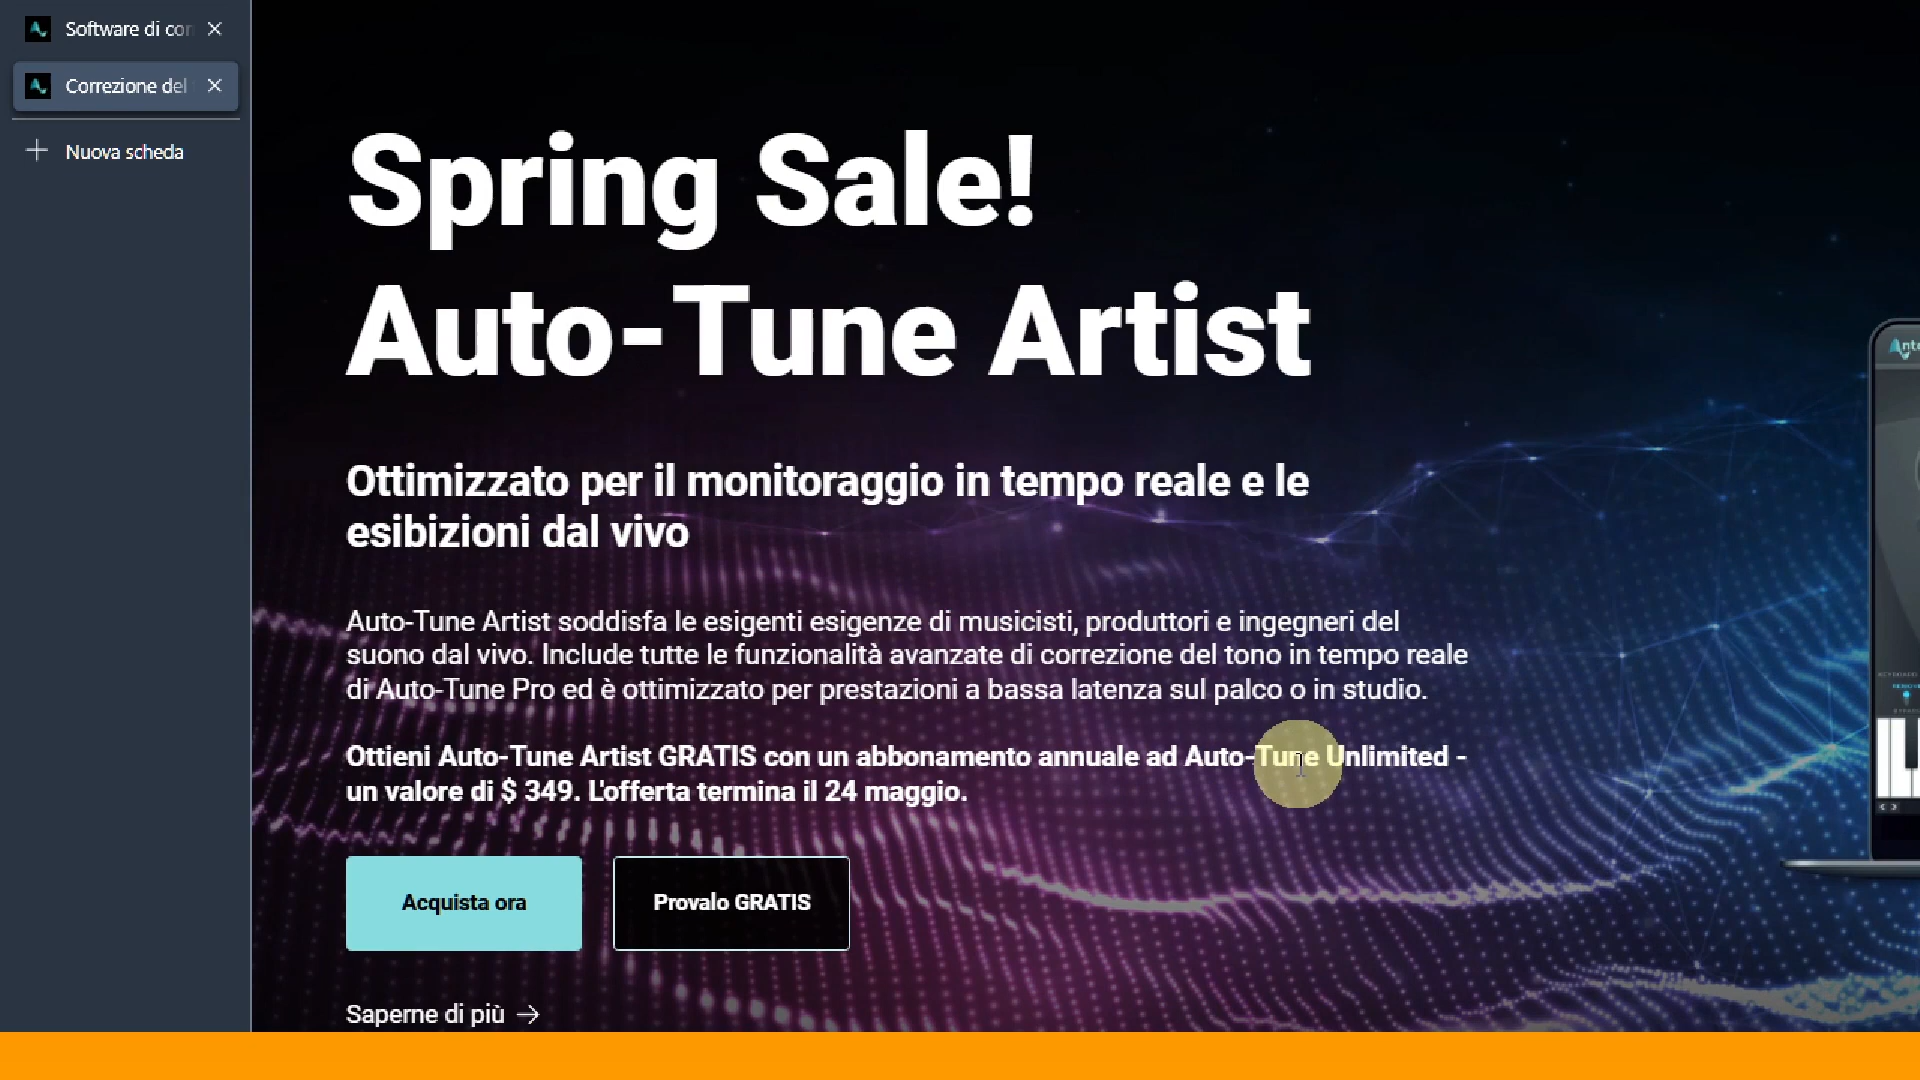 Software di cor
Correzione del
Nuova scheda
Spring Sale!
Auto-Tune Artist
Ottimizzato per il monitoraggio in tempo reale e le
esibizioni dal vivo
Auto-Tune Artist soddisfa le esigenti esigenze di musicisti, produttori e ingegneri del
suono dal vivo. Include tutte le funzionalità avanzate di correzione del tono in tempo reale
di Auto-Tune Pro ed è ottimizzato per prestazioni a bassa latenza sul palco o in studio.
Ottieni Auto-Tune Artist GRATIS con un abbonamento annuale ad Auto-Tune Unlimited -
un valore di $ 349. L'offerta termina il 24 maggio.
Acquista ora
Provalo GRATIS
Saperne di più →